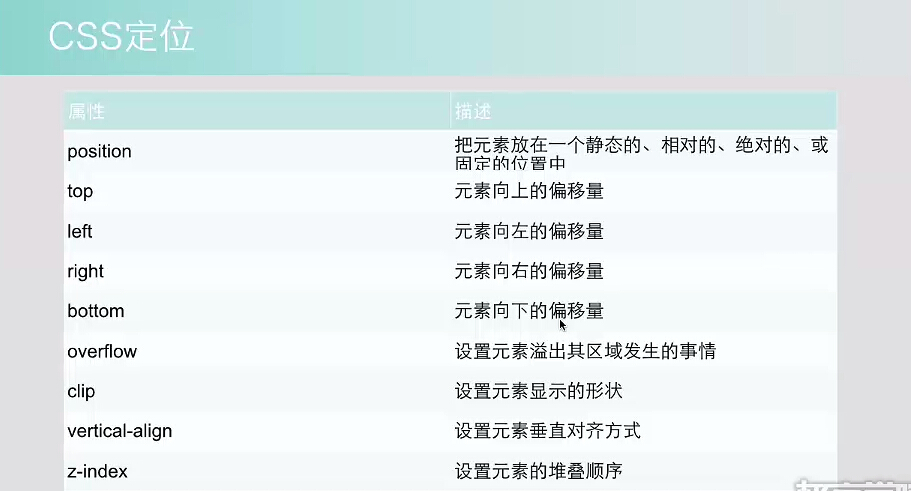 CSS定位
属性 描述
position 把元素放在一个静态的、相对的、绝对的、或
固定的位置中
top 元素向上的偏移量
left 元素向左的偏移量
right 元素向右的偏移量
bottom 元素向下的偏移量
overflow 设置元素溢出其区域发生的事情
clip 设置元素显示的形状
vertical-align 设置元素垂直对齐方式
z-index 设置元素的堆叠顺序